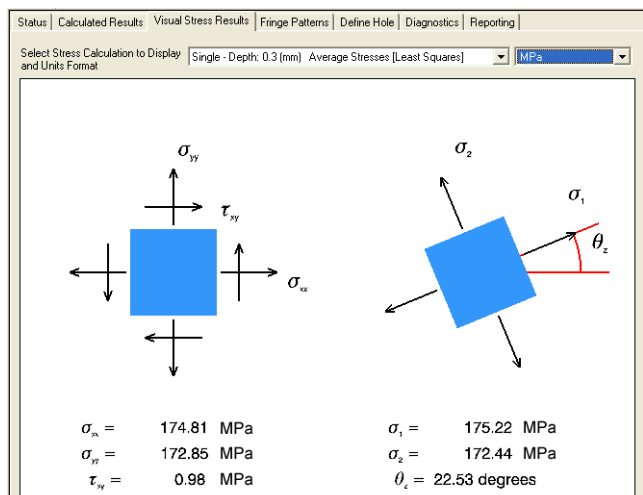 Status Calculated Results Visual Stress Results Fringe Patterns Define Hole Diagnostics Reporting
Select Stress Calculation to Display
and Units Format
Single - Depth: 0.3 (mm) Average Stresses [Least Squares]
MPa
σyy
τxy
σxx
σ2
σ1
θz
σxx = 174.81 MPa
σyy = 172.85 MPa
τxy = 0.98 MPa
σ1 = 175.22 MPa
σ2 = 172.44 MPa
θz = 22.53 degrees